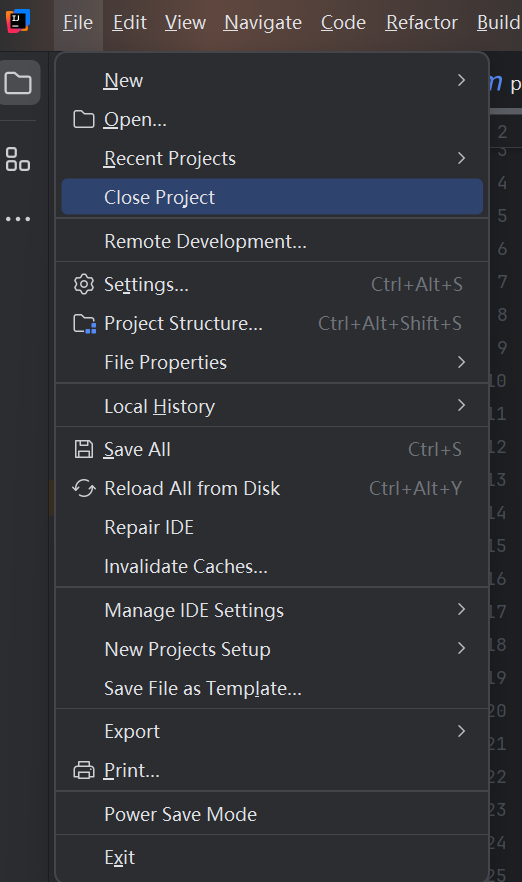 IJ
File Edit View Navigate Code Refactor Build
m p
New
2
3
Open...
Recent Projects
4
Close Project
5
6
Remote Development...
7
Settings... Ctrl+Alt+S
8
Project Structure... Ctrl+Alt+Shift+S
9
File Properties
10
Local History
11
12
Save All Ctrl+S
13
Reload All from Disk Ctrl+Alt+Y
14
Repair IDE
15
Invalidate Caches...
16
Manage IDE Settings
17
New Projects Setup
18
19
Save File as Template...
20
Export
21
Print...
22
23
Power Save Mode
24
Exit
25